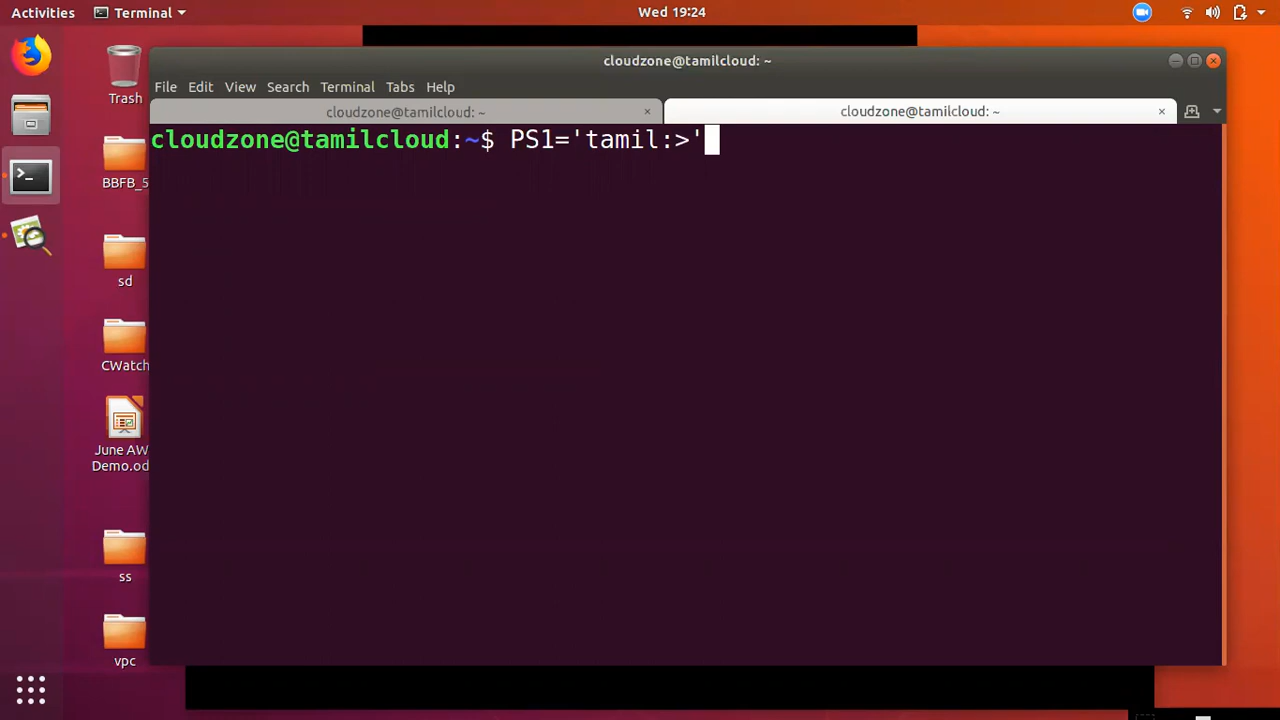 Activities Terminal Wed 19:24
cloudzone@tamilcloud: ~
File Edit View Search Terminal Tabs Help
cloudzone@tamilcloud: ~ × cloudzone@tamilcloud: ~ ×
cloudzone@tamilcloud:~$ PS1='tamil:>'
Trash
BBFB_5
sd
CWatch
June AW
Demo.od
ss
vpc